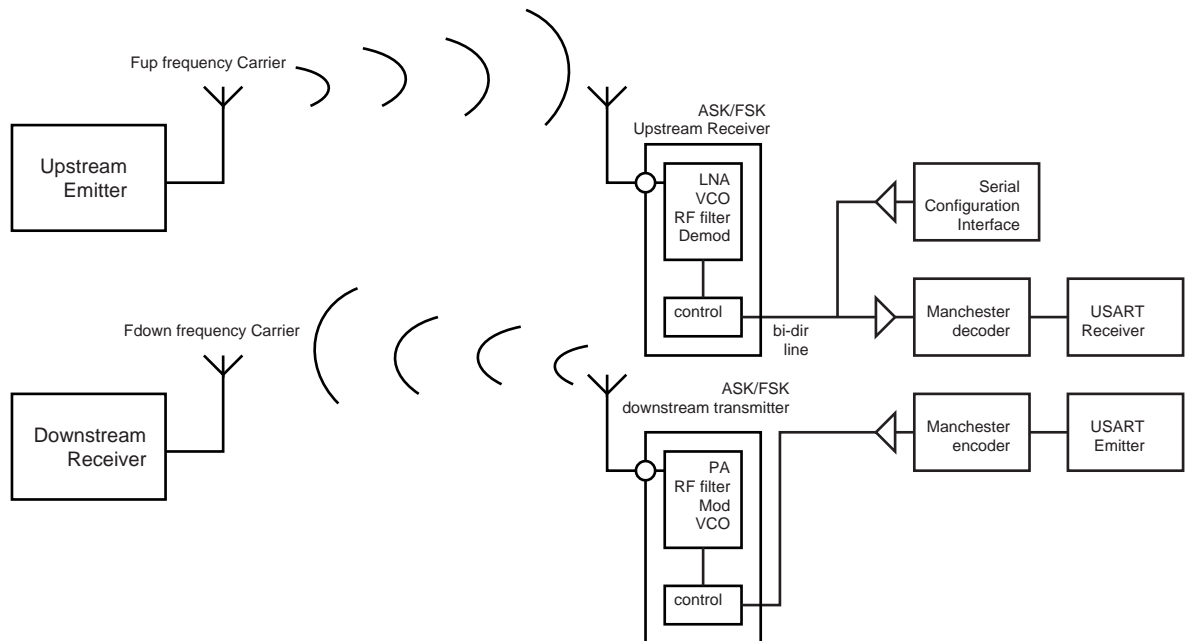 Fup frequency Carrier
Upstream
Emitter
ASK/FSK
Upstream Receiver
LNA
VCO
RF filter
Demod
control
bi-dir
line
Serial
Configuration
Interface
Manchester
decoder
USART
Receiver
Fdown frequency Carrier
Downstream
Receiver
ASK/FSK
downstream transmitter
PA
RF filter
Mod
VCO
control
Manchester
encoder
USART
Emitter